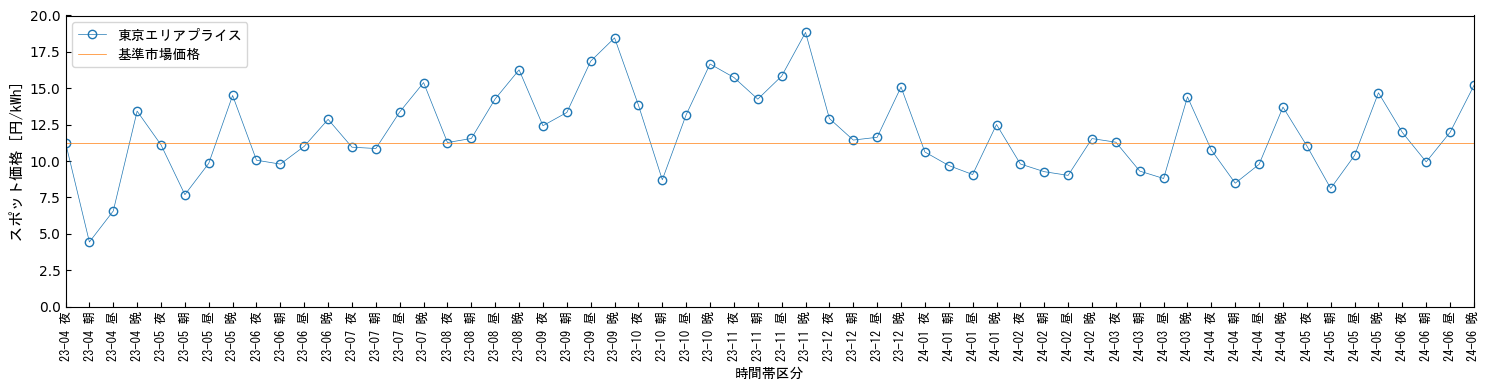 東京エリアプライス
基準市場価格
スポット価格 [円/kWh]
20.0
17.5
15.0
12.5
10.0
7.5
5.0
2.5
0.0
23-04 夜
23-04 朝
23-04 昼
23-04 晩
23-05 夜
23-05 朝
23-05 昼
23-05 晩
23-06 夜
23-06 朝
23-06 昼
23-06 晩
23-07 夜
23-07 朝
23-07 昼
23-07 晩
23-08 夜
23-08 朝
23-08 昼
23-08 晩
23-09 夜
23-09 朝
23-09 昼
23-09 晩
23-10 夜
23-10 朝
23-10 昼
23-10 晩
23-11 夜
23-11 朝
23-11 昼
23-11 晩
23-12 夜
23-12 朝
23-12 昼
23-12 晩
24-01 夜
24-01 朝
24-01 昼
24-01 晩
24-02 夜
24-02 朝
24-02 昼
24-02 晩
24-03 夜
24-03 朝
24-03 昼
24-03 晩
24-04 夜
24-04 朝
24-04 昼
24-04 晩
24-05 夜
24-05 朝
24-05 昼
24-05 晩
24-06 夜
24-06 朝
24-06 昼
24-06 晩
時間帯区分